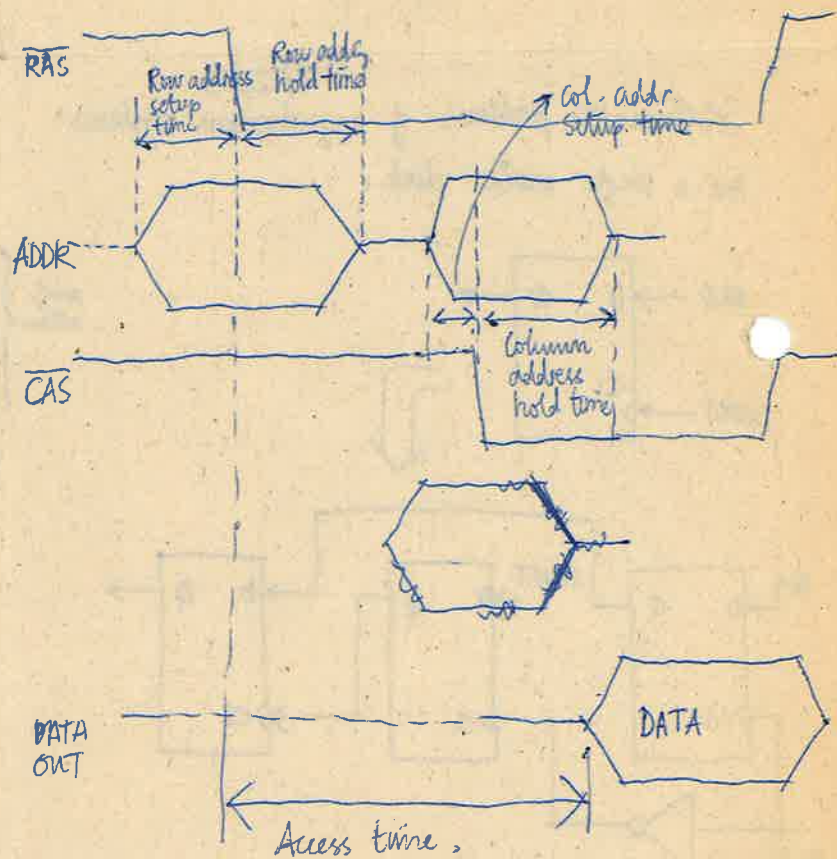 RAS
Row address
setup
time
Row addr.
hold time
Col. addr.
setup time
ADDR
CAS
Column
address
hold time
DATA
OUT
DATA
Access time.